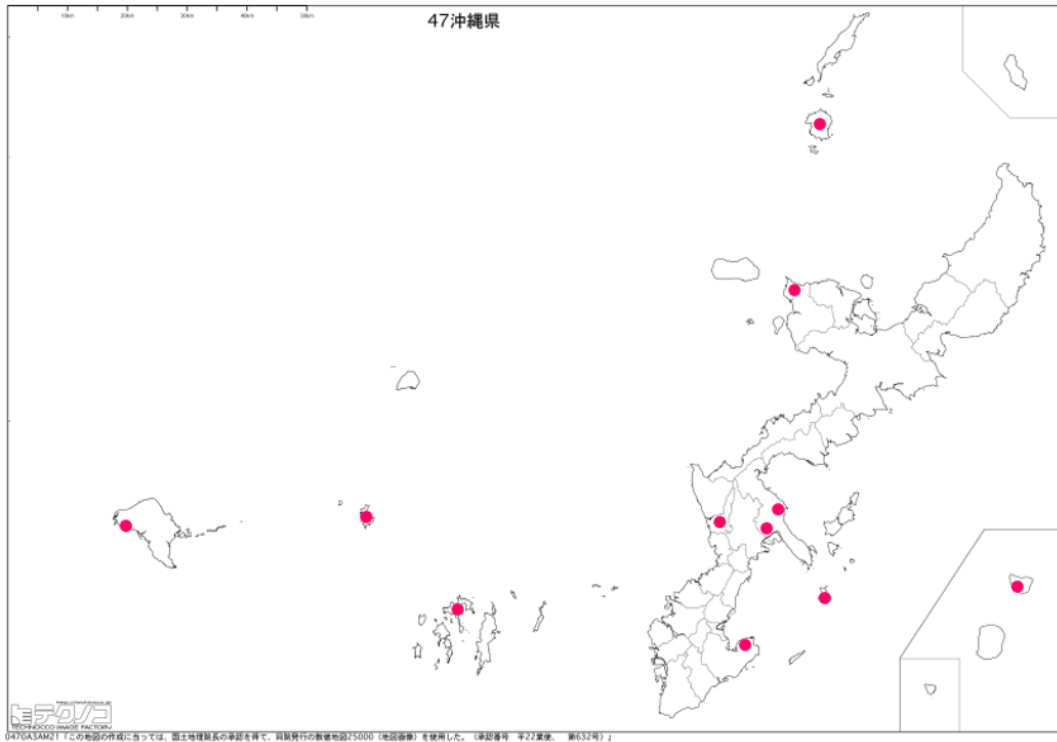 10km 20km 30km 40km 50km
47沖縄県
テクノコ
TECHNOCCO IMAGE FACTORY
0470A3AM21「この地図の作成に当っては、国土地理院長の承認を得て、同院発行の数値地図25000（地図画像）を使用した。（承認番号 平22業使、 第632号）」